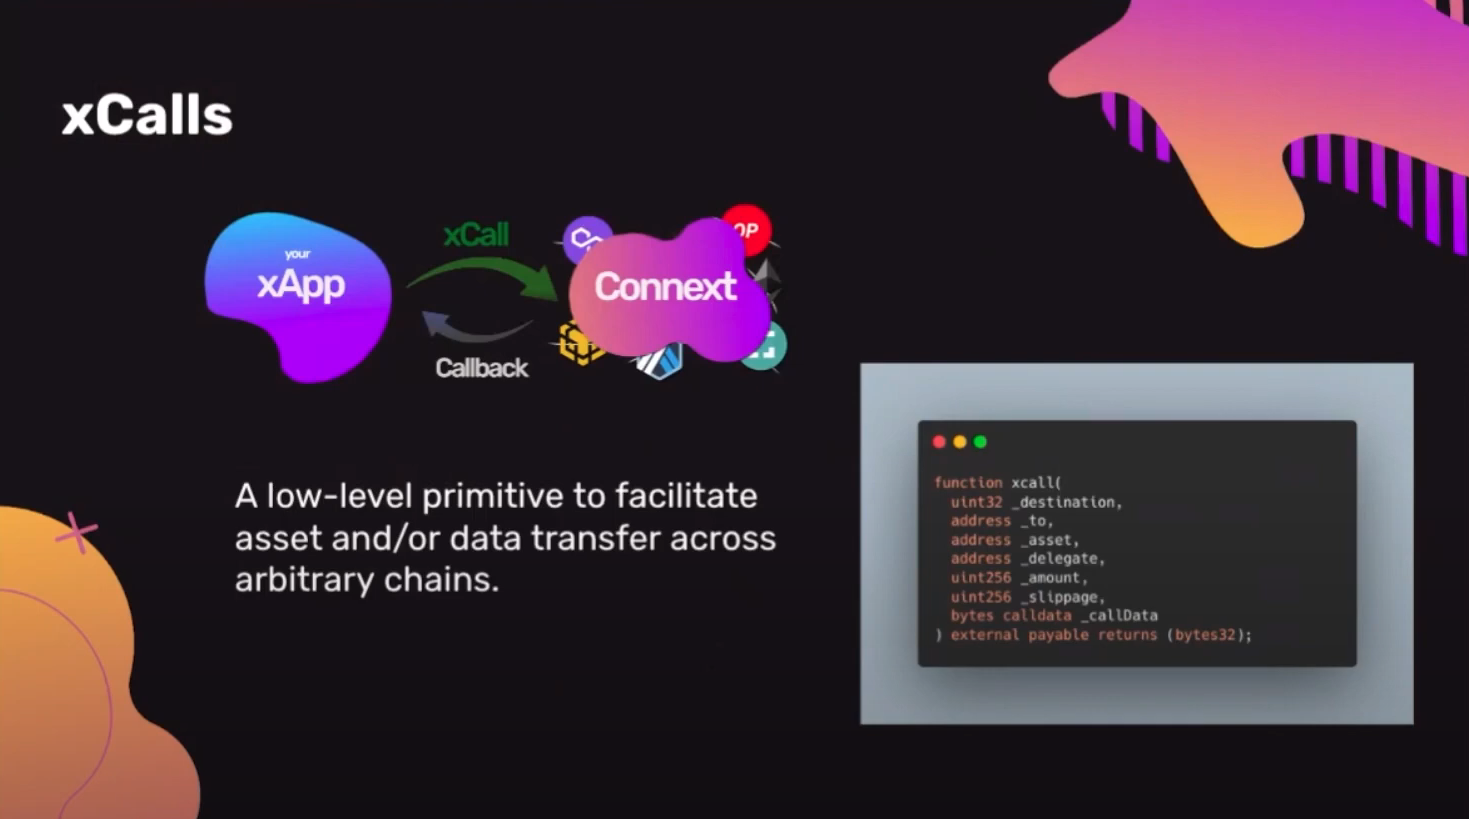 xCalls
your
xApp
xCall
Callback
Connext
OP
A low-level primitive to facilitate
asset and/or data transfer across
arbitrary chains.
function xcall(
  uint32 _destination,
  address _to,
  address _asset,
  address _delegate,
  uint256 _amount,
  uint256 _slippage,
  bytes calldata _callData
) external payable returns (bytes32);